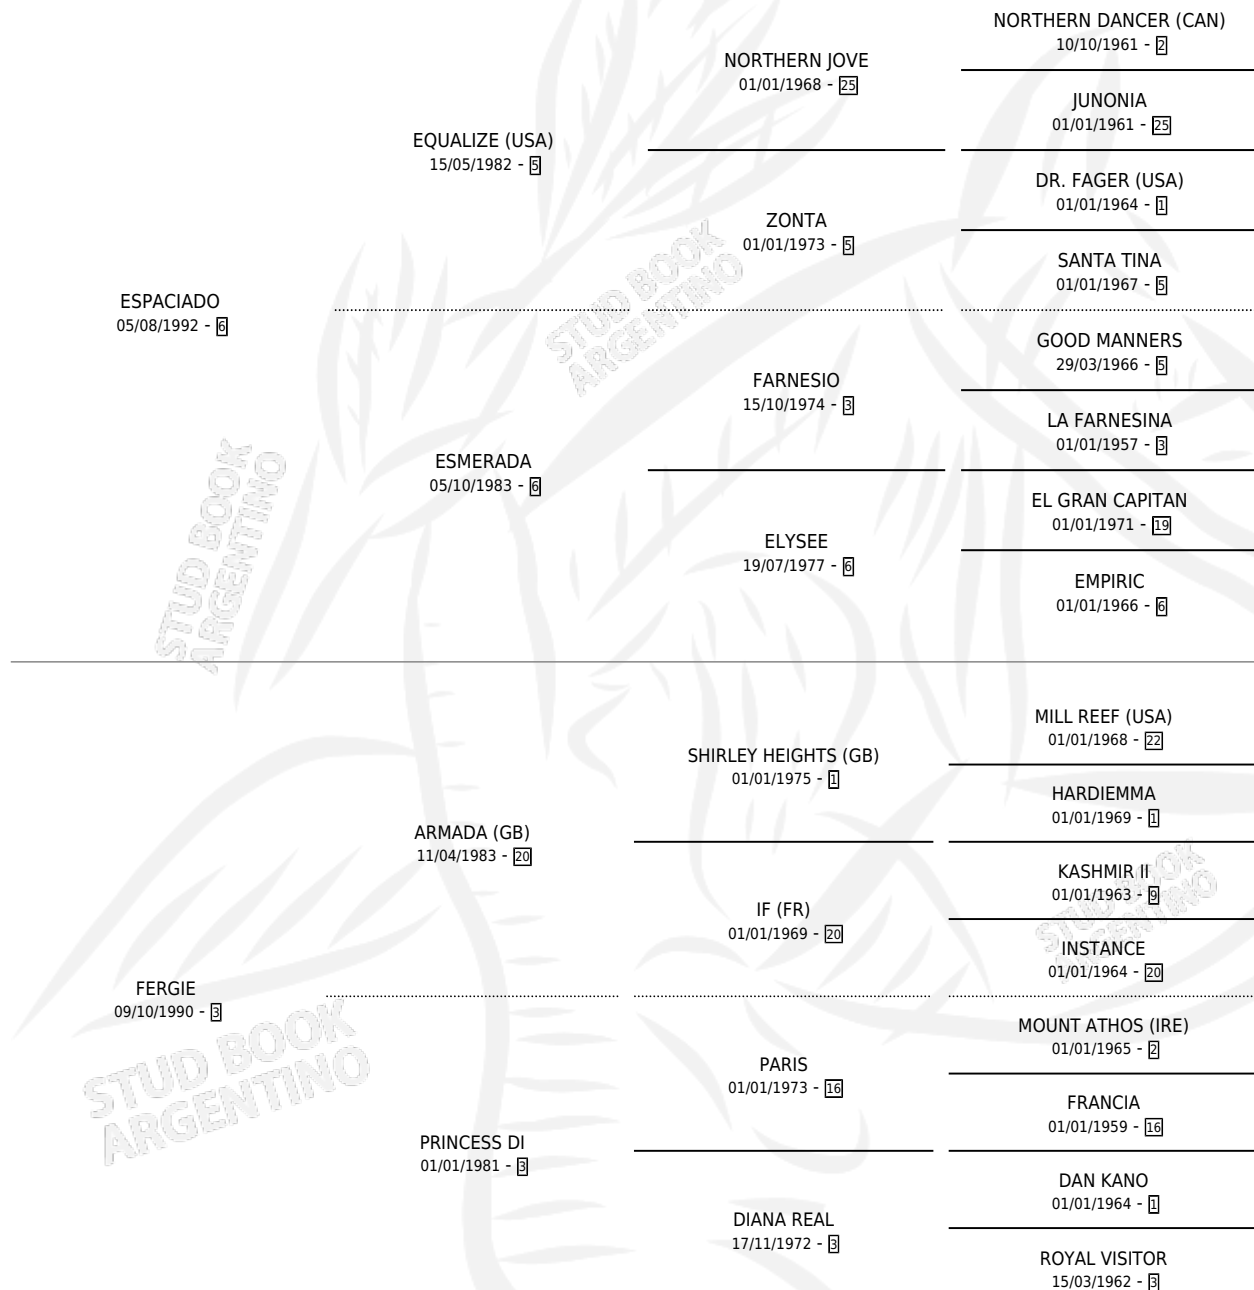 NORTHERN DANCER (CAN)
10/10/1961 - 2
NORTHERN JOVE
01/01/1968 - 25
JUNONIA
01/01/1961 - 25
EQUALIZE (USA)
15/05/1982 - 5
DR. FAGER (USA)
01/01/1964 - 1
ZONTA
01/01/1973 - 5
SANTA TINA
01/01/1967 - 5
ESPACIADO
05/08/1992 - 6
GOOD MANNERS
29/03/1966 - 5
FARNESIO
15/10/1974 - 3
LA FARNESINA
01/01/1957 - 3
ESMERADA
05/10/1983 - 6
EL GRAN CAPITAN
01/01/1971 - 19
ELYSEE
19/07/1977 - 6
EMPIRIC
01/01/1966 - 6
MILL REEF (USA)
01/01/1968 - 22
SHIRLEY HEIGHTS (GB)
01/01/1975 - 1
HARDIEMMA
01/01/1969 - 1
ARMADA (GB)
11/04/1983 - 20
KASHMIR II
01/01/1963 - 9
IF (FR)
01/01/1969 - 20
INSTANCE
01/01/1964 - 20
FERGIE
09/10/1990 - 3
MOUNT ATHOS (IRE)
01/01/1965 - 2
PARIS
01/01/1973 - 16
FRANCIA
01/01/1959 - 16
PRINCESS DI
01/01/1981 - 3
DAN KANO
01/01/1964 - 1
DIANA REAL
17/11/1972 - 3
ROYAL VISITOR
15/03/1962 - 3
STUD BOOK
ARGENTINO
STUD BOOK
ARGENTINO
STUD BOOK
ARGENTINO
STUD BOOK
ARGENTINO